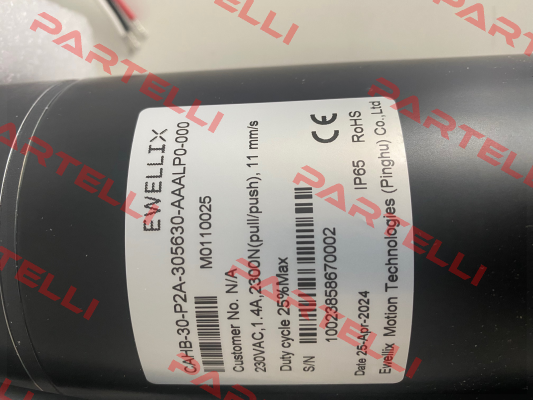 EWELLIX
CAHB-30-P2A-305630-AAALP0-000
M0110025
Customer No. N/A
230VAC,1.4A,2300N(pull/push), 11 mm/s
Duty cycle 25%Max
S/N
10023858670002
CE
Date 25-Apr-2024
IP65 RoHS
Ewellix Motion Technologies (Pinghu) Co.,Ltd
PARTELLI
PARTELLI
PARTELLI
PARTELLI
PARTELLI
PARTELLI